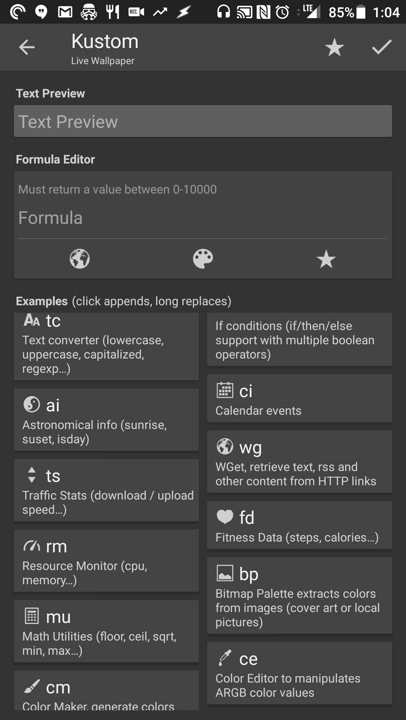 LTE 85% 1:04
Kustom
Live Wallpaper
Text Preview
Text Preview
Formula Editor
Must return a value between 0-10000
Formula
Examples (click appends, long replaces)
tc
Text converter (lowercase,
uppercase, capitalized,
regexp...)
ai
Astronomical info (sunrise,
suset, isday)
ts
Traffic Stats (download / upload
speed...)
rm
Resource Monitor (cpu,
memory...)
mu
Math Utilities (floor, ceil, sqrt,
min, max...)
cm
Color Maker, generate colors
If conditions (if/then/else
support with multiple boolean
operators)
ci
Calendar events
wg
WGet, retrieve text, rss and
other content from HTTP links
fd
Fitness Data (steps, calories...)
bp
Bitmap Palette extracts colors
from images (cover art or local
pictures)
ce
Color Editor to manipulates
ARGB color values